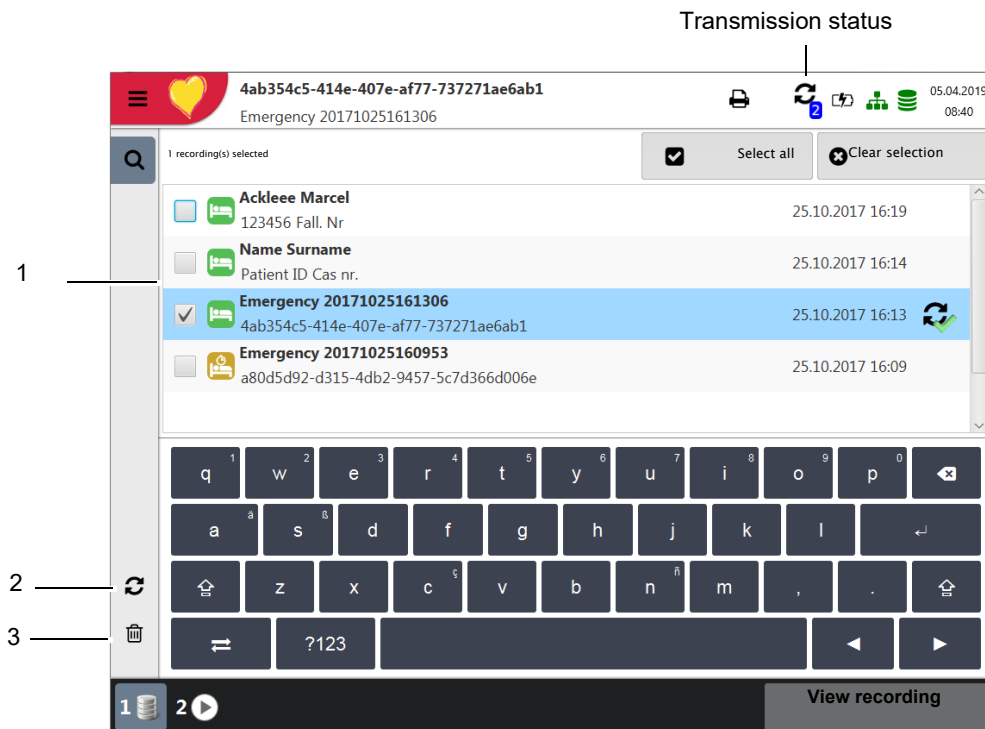 Transmission status
4ab354c5-414e-407e-af77-737271ae6ab1
Emergency 20171025161306
2
05.04.2019
08:40
1 recording(s) selected
Select all
Clear selection
Ackleee Marcel
123456 Fall. Nr
25.10.2017 16:19
Name Surname
Patient ID Cas nr.
25.10.2017 16:14
1
Emergency 20171025161306
4ab354c5-414e-407e-af77-737271ae6ab1
25.10.2017 16:13
Emergency 20171025160953
a80d5d92-d315-4db2-9457-5c7d366d006e
25.10.2017 16:09
q 1 w 2 e 3 r 4 t 5 y 6 u 7 i 8 o 9 p 0
a ä s ß d f g h j k l
2
z x c ç v b n ñ m , .
3
?123
1 2
View recording